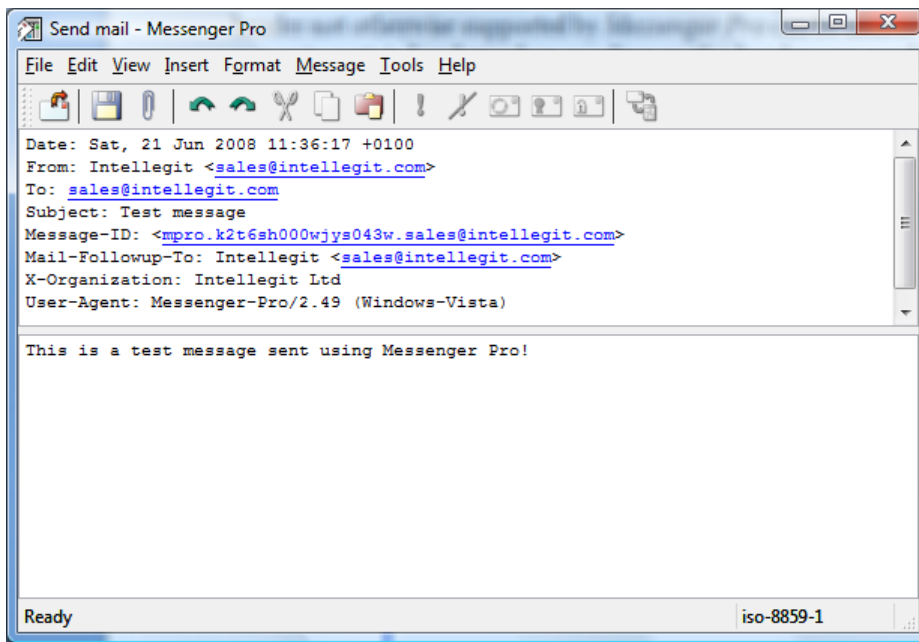 Send mail - Messenger Pro
File Edit View Insert Format Message Tools Help
Date: Sat, 21 Jun 2008 11:36:17 +0100
From: Intellegit <sales@intellegit.com>
To: sales@intellegit.com
Subject: Test message
Message-ID: <mpro.k2t6sh000wjys043w.sales@intellegit.com>
Mail-Followup-To: Intellegit <sales@intellegit.com>
X-Organization: Intellegit Ltd
User-Agent: Messenger-Pro/2.49 (Windows-Vista)
This is a test message sent using Messenger Pro!
Ready iso-8859-1